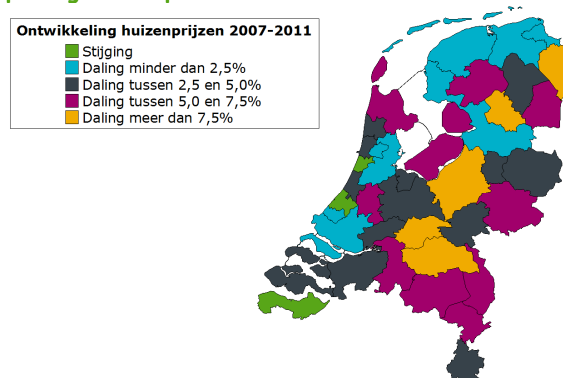 Ontwikkeling huizenprijzen 2007-2011
Stijging
Daling minder dan 2,5%
Daling tussen 2,5 en 5,0%
Daling tussen 5,0 en 7,5%
Daling meer dan 7,5%